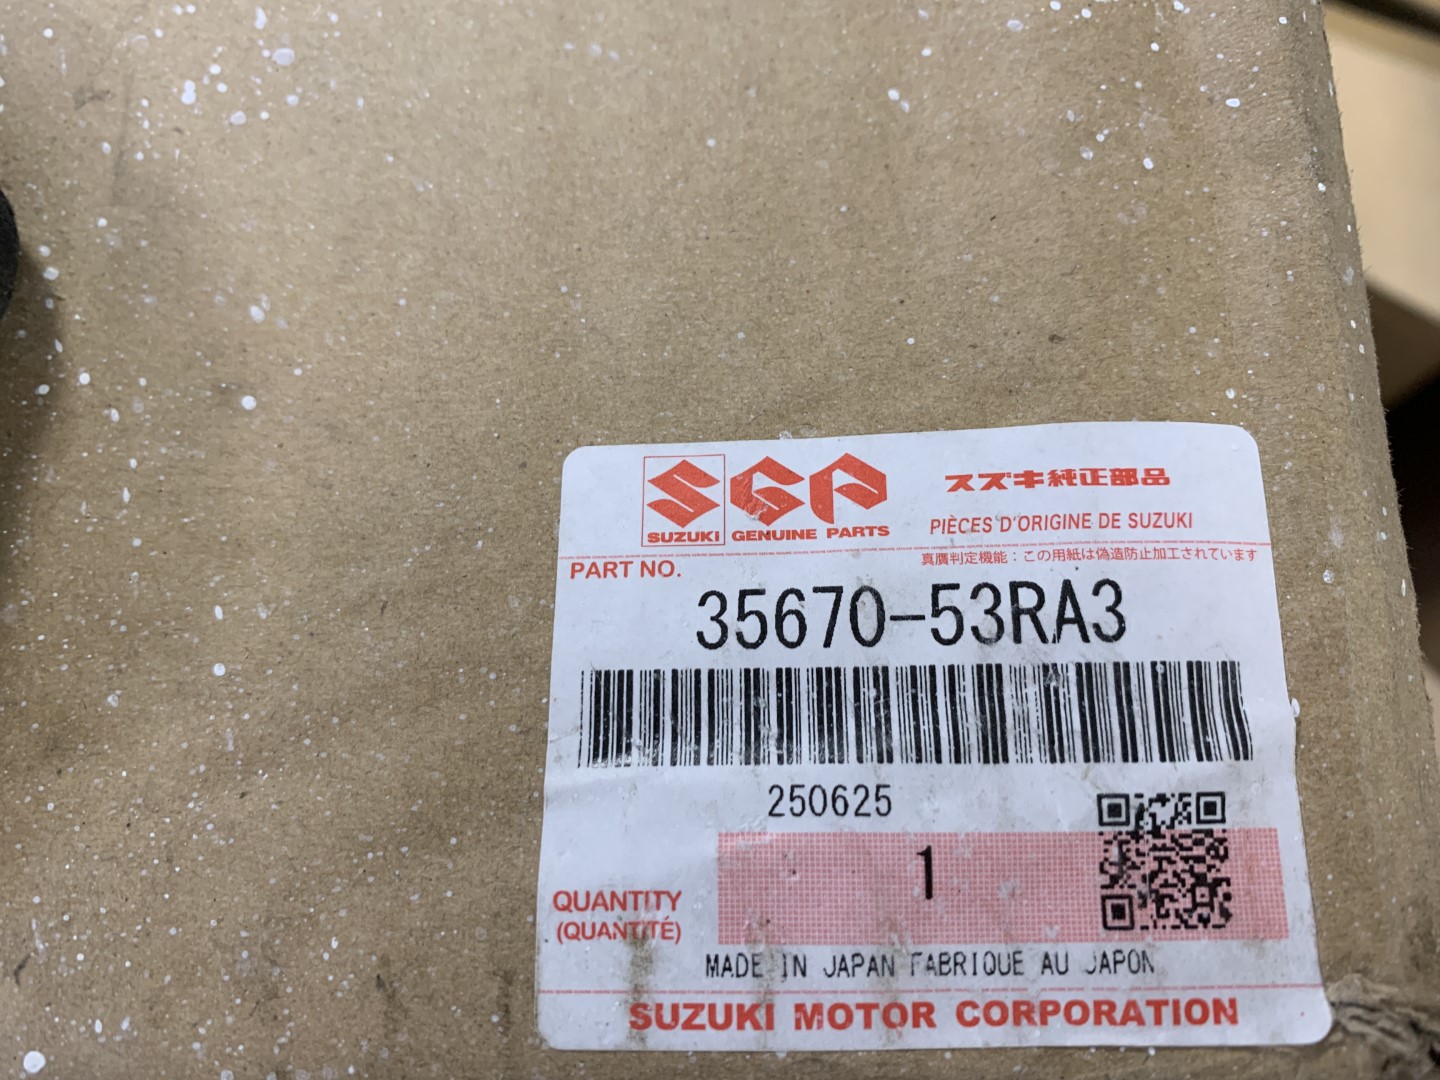 SUZUKI
SGP
GENUINE PARTS
スズキ純正部品
PIÈCES D'ORIGINE DE SUZUKI
真贋判定機能：この用紙は偽造防止加工されています
PART NO.
35670-53RA3
250625
1
QUANTITY
(QUANTITÉ)
MADE IN JAPAN FABRIQUE AU JAPON
SUZUKI MOTOR CORPORATION